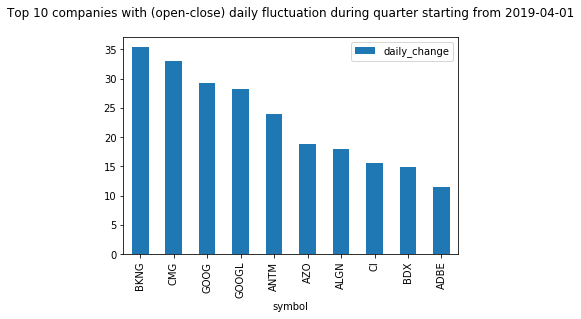 Top 10 companies with (open-close) daily fluctuation during quarter starting from 2019-04-01
daily_change
35
30
25
20
15
10
5
0
BKNG
CMG
GOOG
GOOGL
ANTM
AZO
ALGN
CI
BDX
ADBE
symbol